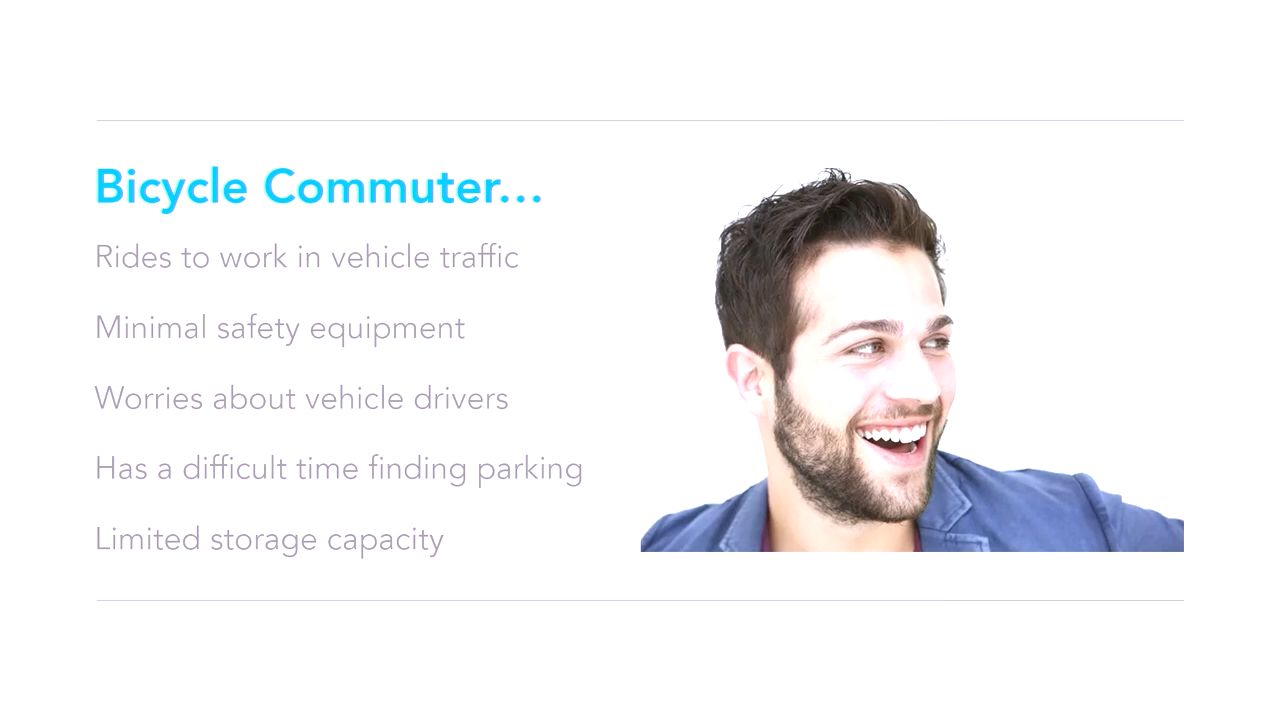 Bicycle Commuter...
Rides to work in vehicle traffic
Minimal safety equipment
Worries about vehicle drivers
Has a difficult time finding parking
Limited storage capacity